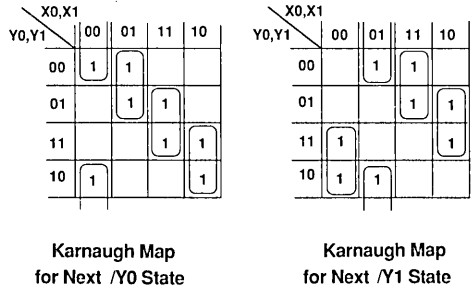 X0,X1
Y0,Y1 00 01 11 10
00 1 1
01 1 1
11 1 1
10 1 1
Karnaugh Map
for Next /Y0 State
X0,X1
Y0,Y1 00 01 11 10
00 1 1
01 1 1
11 1 1
10 1 1
Karnaugh Map
for Next /Y1 State